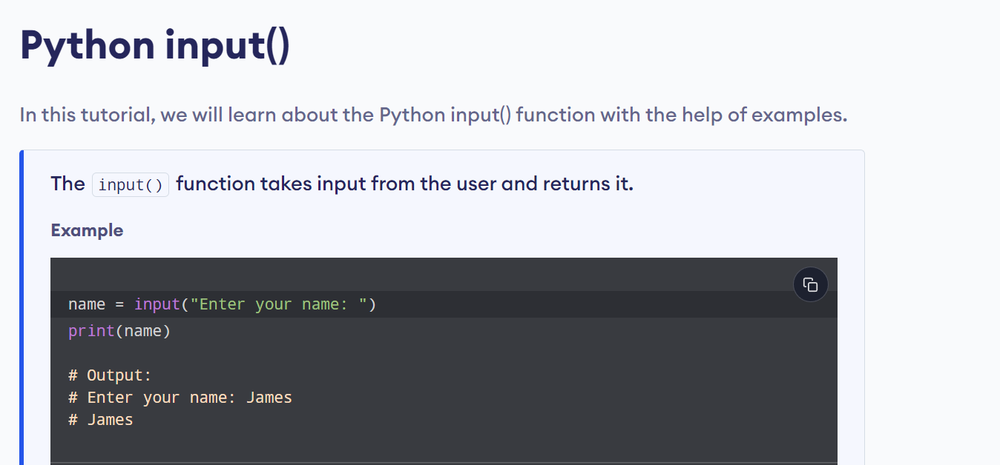 Python input()
In this tutorial, we will learn about the Python input() function with the help of examples.
The input() function takes input from the user and returns it.
Example
name = input("Enter your name: ")
print(name)
# Output:
# Enter your name: James
# James